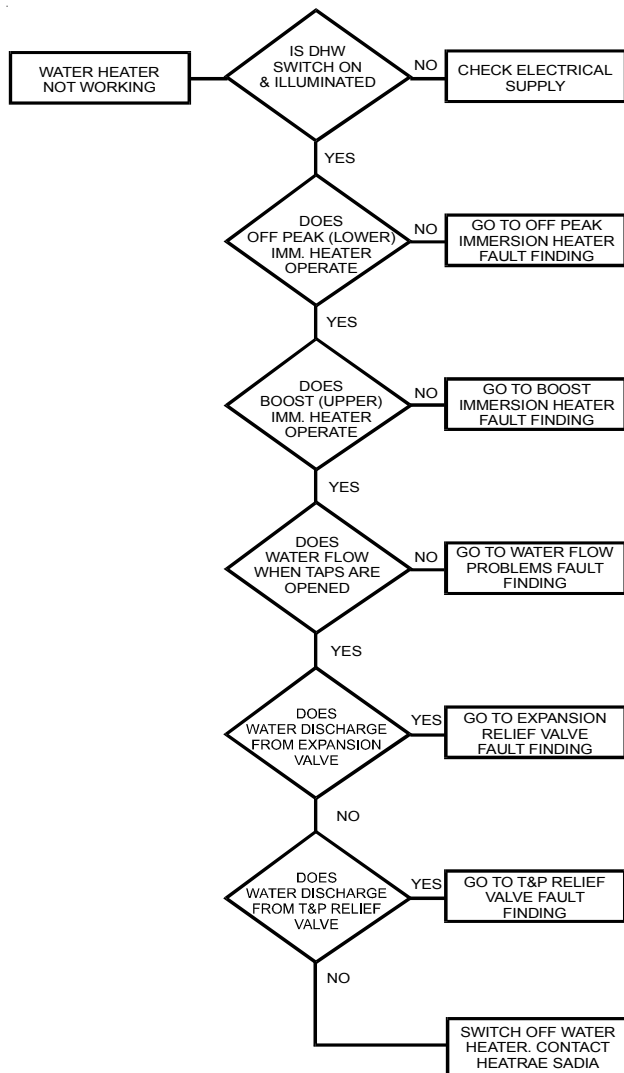 IS DHW
SWITCH ON
& ILLUMINATED
WATER HEATER
NOT WORKING
NO
CHECK ELECTRICAL
SUPPLY
YES
DOES
OFF PEAK (LOWER)
IMM. HEATER
OPERATE
NO
GO TO OFF PEAK
IMMERSION HEATER
FAULT FINDING
YES
DOES
BOOST (UPPER)
IMM. HEATER
OPERATE
NO
GO TO BOOST
IMMERSION HEATER
FAULT FINDING
YES
DOES
WATER FLOW
WHEN TAPS ARE
OPENED
NO
GO TO WATER FLOW
PROBLEMS FAULT
FINDING
YES
DOES
WATER DISCHARGE
FROM EXPANSION
VALVE
YES
GO TO EXPANSION
RELIEF VALVE
FAULT FINDING
NO
DOES
WATER DISCHARGE
FROM T&P RELIEF
VALVE
YES
GO TO T&P RELIEF
VALVE FAULT
FINDING
NO
SWITCH OFF WATER
HEATER. CONTACT
HEATRAE SADIA